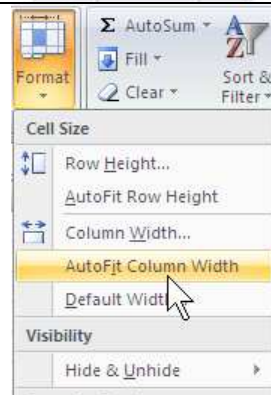 Σ AutoSum
Fill
Clear
Format
A
Z
Sort &
Filter
Cell Size
Row Height...
AutoFit Row Height
Column Width...
AutoFit Column Width
Default Width
Visibility
Hide & Unhide